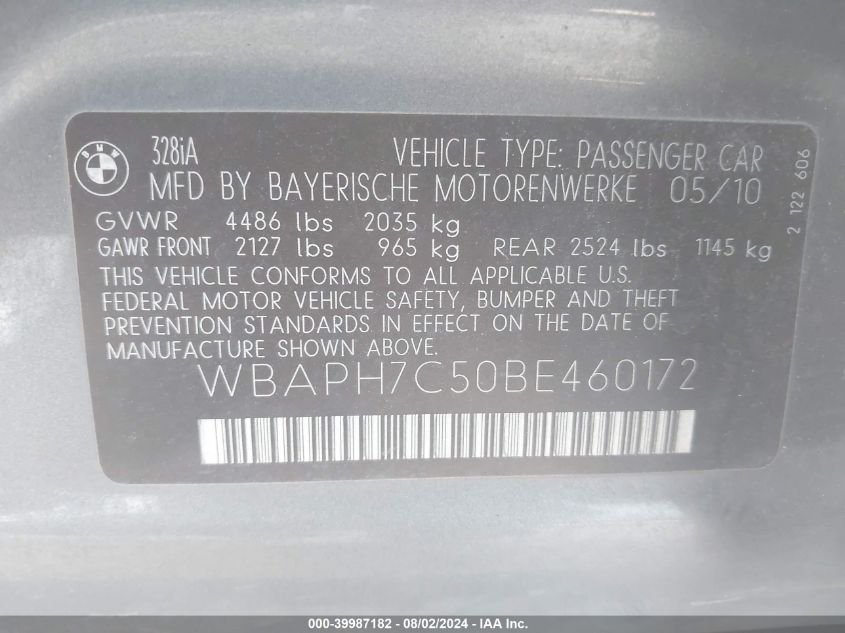 BMW
328iA VEHICLE TYPE: PASSENGER CAR
MFD BY BAYERISCHE MOTORENWERKE 05/10
GVWR 4486 lbs 2035 kg
GAWR FRONT 2127 lbs 965 kg REAR 2524 lbs 1145 kg
THIS VEHICLE CONFORMS TO ALL APPLICABLE U.S.
FEDERAL MOTOR VEHICLE SAFETY, BUMPER AND THEFT
PREVENTION STANDARDS IN EFFECT ON THE DATE OF
MANUFACTURE SHOWN ABOVE.
WBAPH7C50BE460172
2 122 606
000-39987182 - 08/02/2024 - IAA Inc.